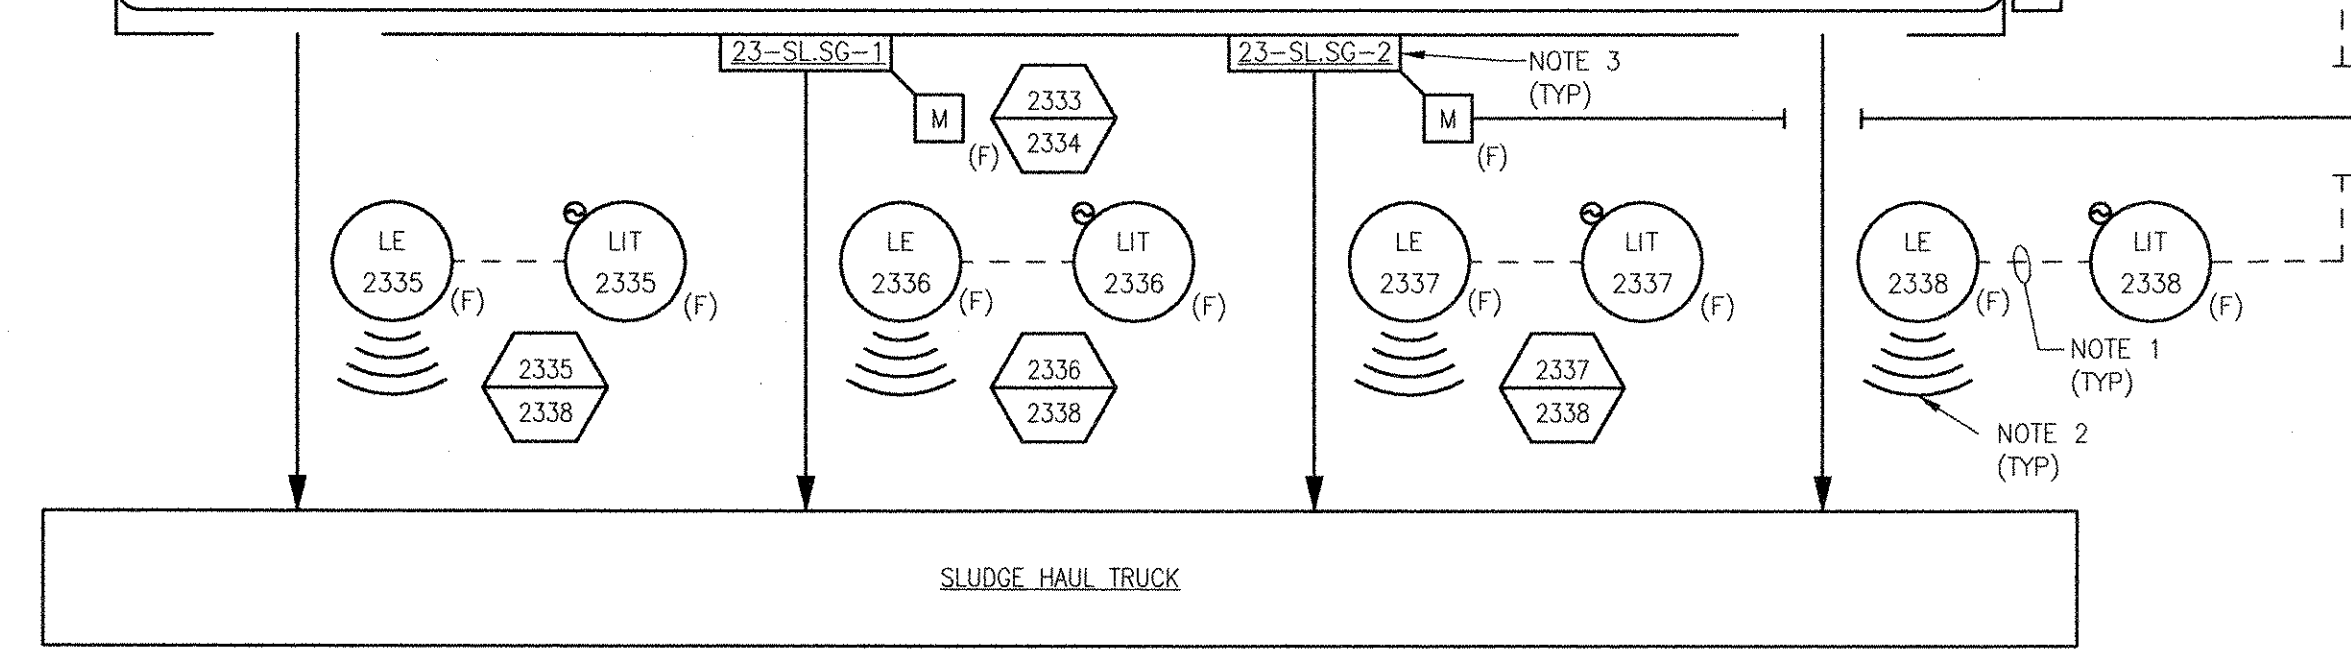 23-SL.SG-1
23-SL.SG-2
NOTE 3
(TYP)
M
(F)
2333
2334
M
(F)
LE
2335
(F)
LIT
2335
(F)
LE
2336
(F)
LIT
2336
(F)
LE
2337
(F)
LIT
2337
(F)
LE
2338
(F)
LIT
2338
(F)
2335
2338
2336
2338
2337
2338
NOTE 1
(TYP)
NOTE 2
(TYP)
SLUDGE HAUL TRUCK